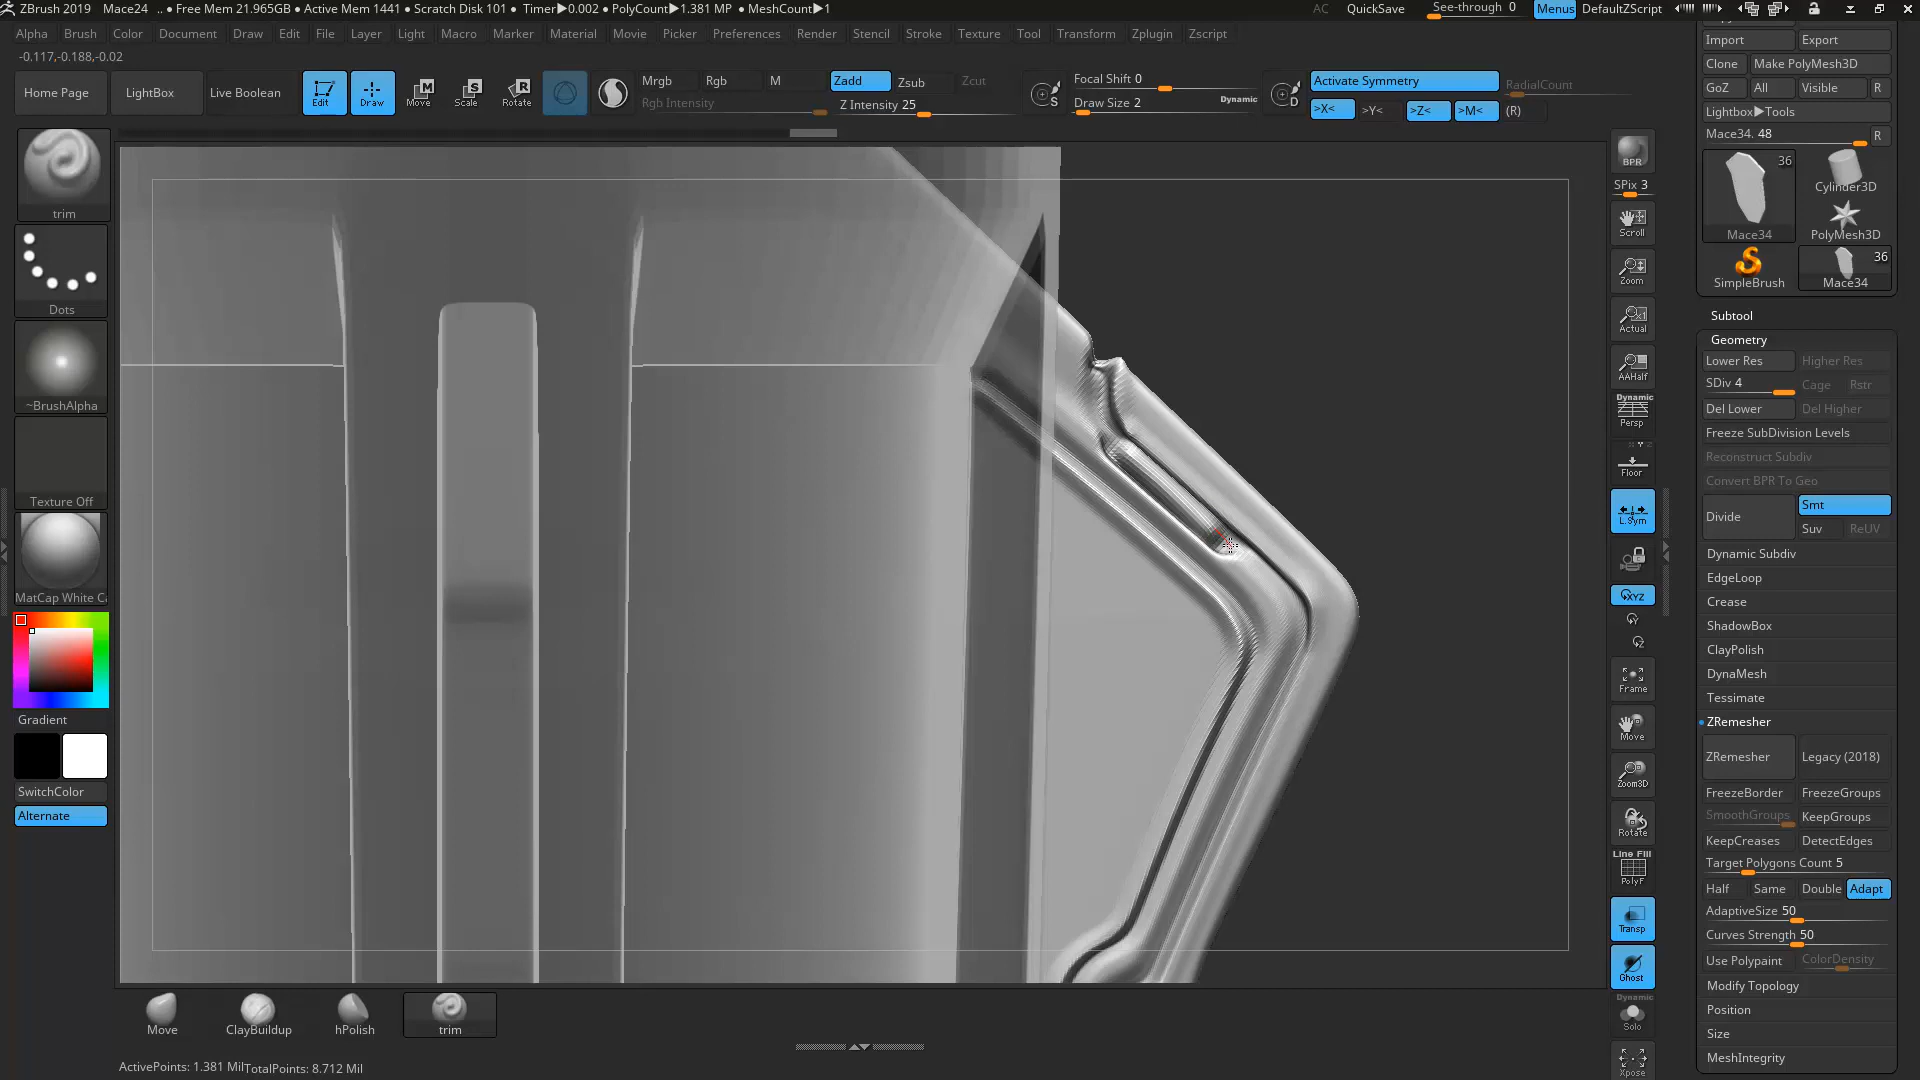 ZBrush 2019 Mace24 .. • Free Mem 21.965GB • Active Mem 1441 • Scratch Disk 101 • Timer▶0.002 • PolyCount▶1.381 MP • MeshCount▶1
AC QuickSave See-through 0 Menus DefaultZScript
Alpha Brush Color Document Draw Edit File Layer Light Macro Marker Material Movie Picker Preferences Render Stencil Stroke Texture Tool Transform Zplugin Zscript
-0.117,-0.188,-0.02
Home Page LightBox Live Boolean Edit Draw Move Scale Rotate
Mrgb Rgb M Zadd Zsub Zcut
Rgb Intensity Z Intensity 25
Focal Shift 0
Draw Size 2 Dynamic
Activate Symmetry RadialCount
>X< >Y< >Z< >M< (R)
trim
Dots
~BrushAlpha
Texture Off
MatCap White Ca
Gradient
SwitchColor
Alternate
BPR
SPix 3
Scroll
Zoom
Actual
AAHalf
Dynamic
Persp
Floor
L.Sym
XYZ
Frame
Move
Zoom3D
Rotate
Line Fill
PolyF
Transp
Ghost
Dynamic
Solo
Xpose
Import Export
Clone Make PolyMesh3D
GoZ All Visible R
Lightbox▶Tools
Mace34. 48 R
36
Mace34
Cylinder3D
PolyMesh3D
SimpleBrush
36
Mace34
Subtool
Geometry
Lower Res Higher Res
SDiv 4 Cage Rstr
Del Lower Del Higher
Freeze SubDivision Levels
Reconstruct Subdiv
Convert BPR To Geo
Divide Smt
Suv ReUV
Dynamic Subdiv
EdgeLoop
Crease
ShadowBox
ClayPolish
DynaMesh
Tessimate
ZRemesher
ZRemesher Legacy (2018)
FreezeBorder FreezeGroups
SmoothGroups KeepGroups
KeepCreases DetectEdges
Target Polygons Count 5
Half Same Double Adapt
AdaptiveSize 50
Curves Strength 50
Use Polypaint ColorDensity
Modify Topology
Position
Size
MeshIntegrity
Move ClayBuildup hPolish trim
ActivePoints: 1.381 Mil TotalPoints: 8.712 Mil